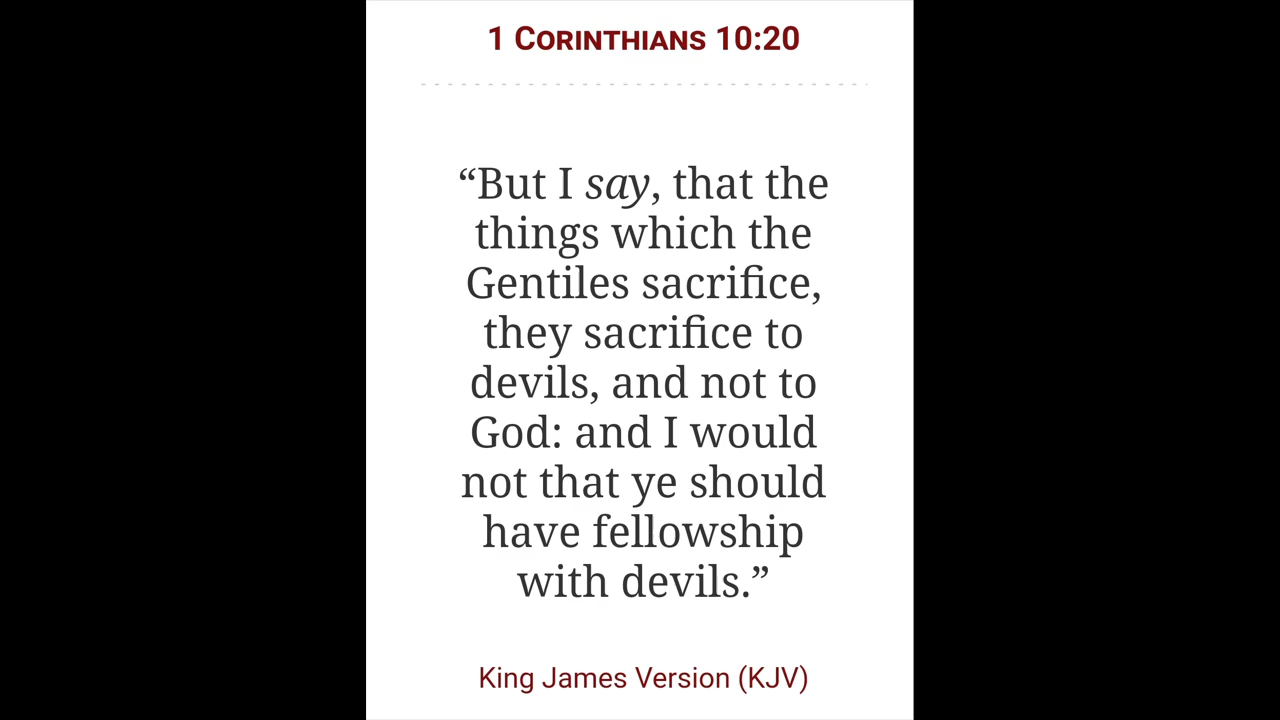 1 Corinthians 10:20
“But I say, that the
things which the
Gentiles sacrifice,
they sacrifice to
devils, and not to
God: and I would
not that ye should
have fellowship
with devils.”
King James Version (KJV)